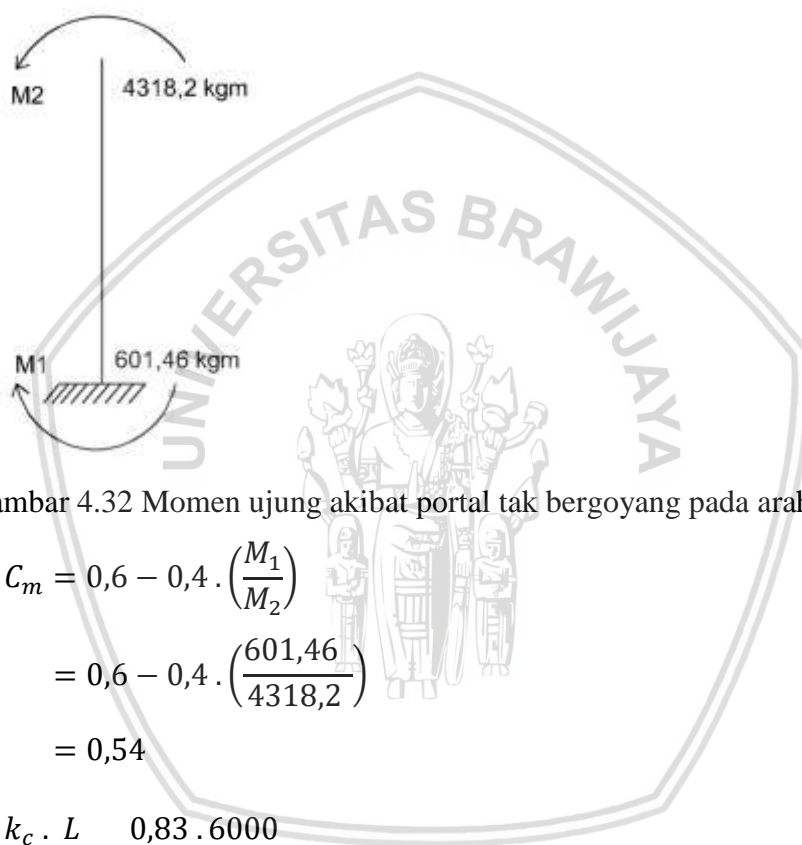 M2
4318,2 kgm
UNIVERSITAS BRAWIJAYA
M1
601,46 kgm
ambar 4.32 Momen ujung akibat portal tak bergoyang pada arah
C_m = 0,6 − 0,4 . (M_1/M_2)
= 0,6 − 0,4 . (601,46/4318,2)
= 0,54
k_c . L 0,83 . 6000